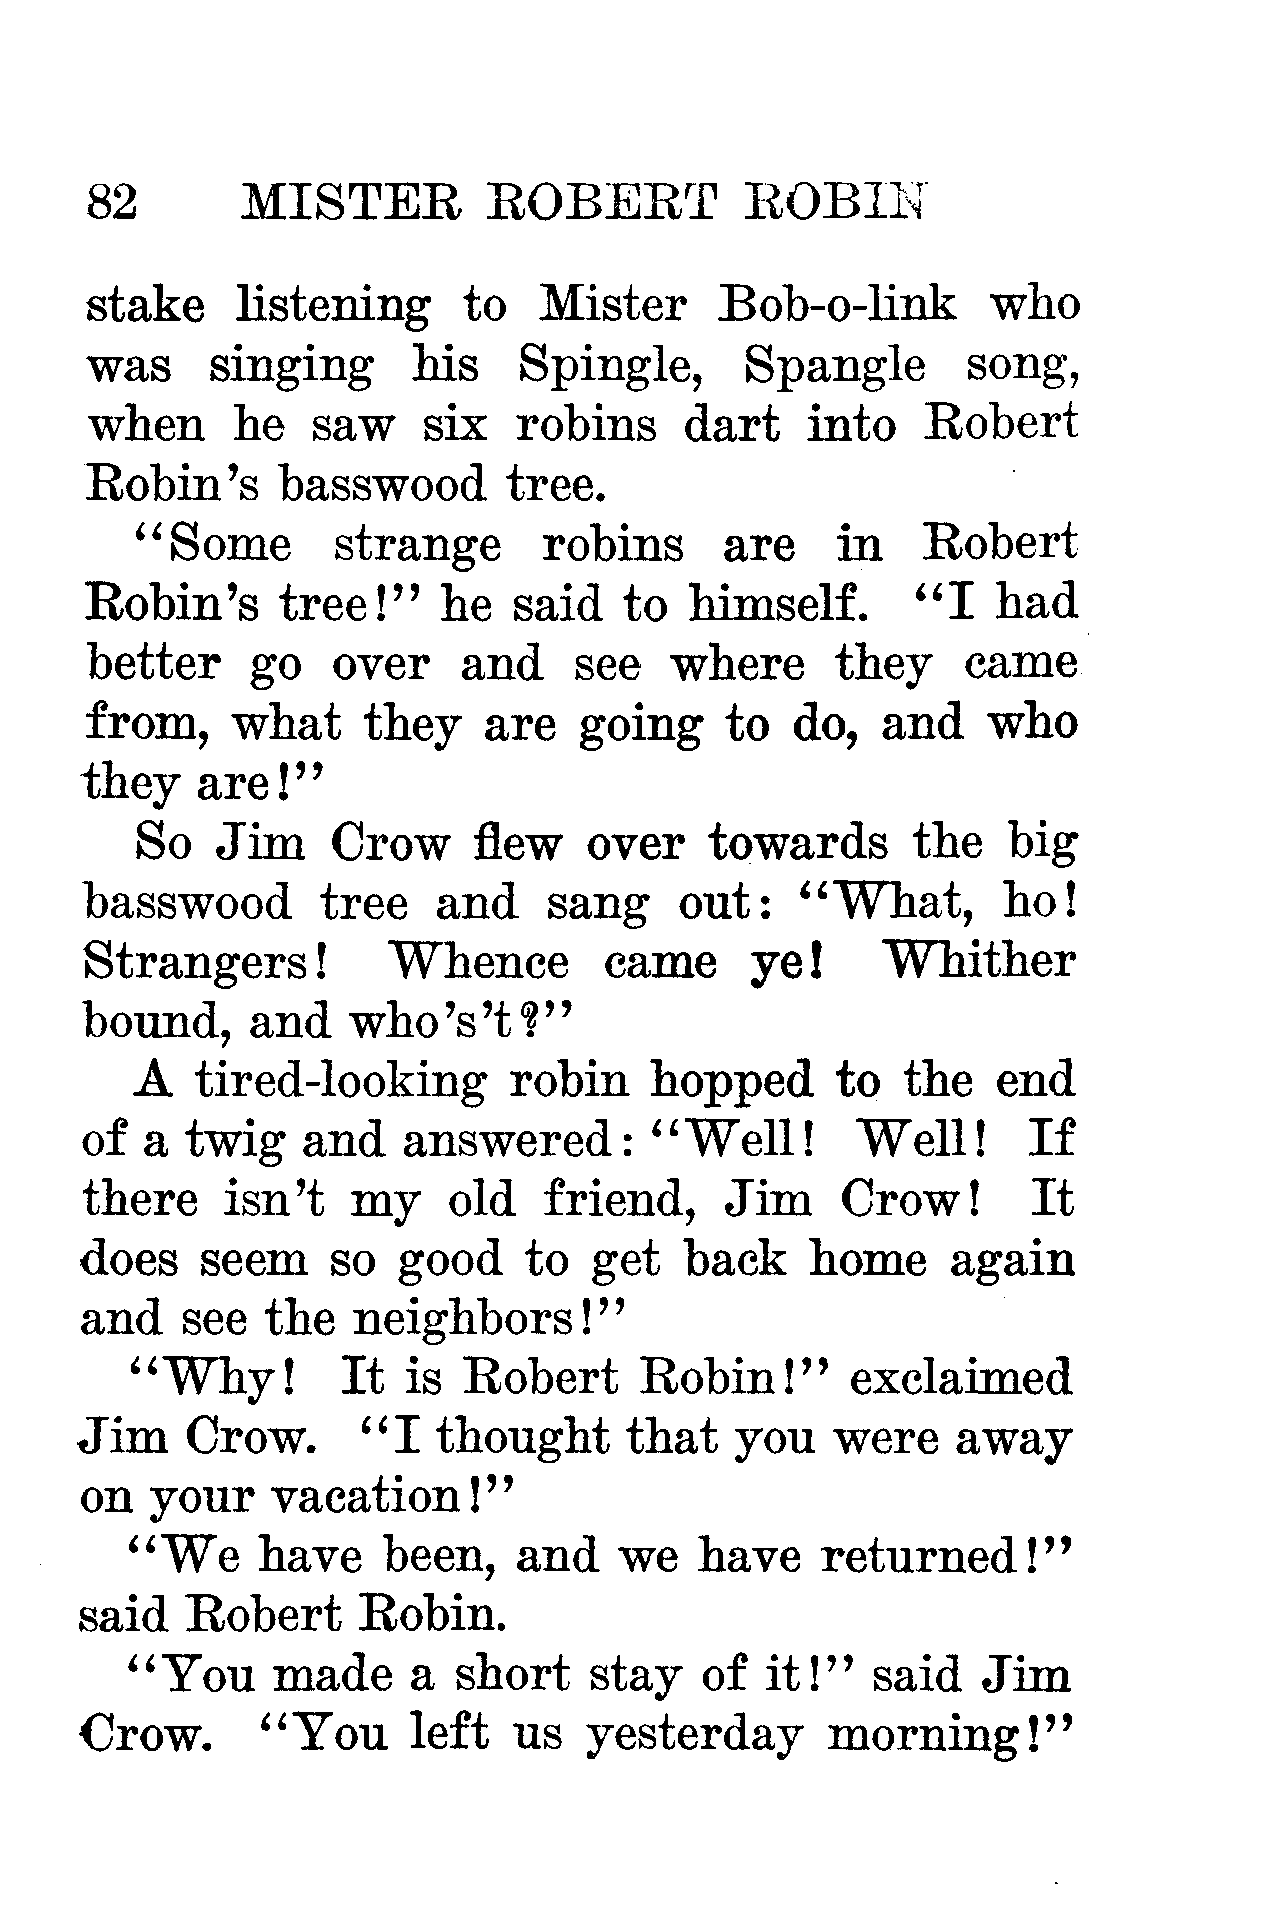 82 MISTER ROBERT ROBIN
stake listening to Mister Bob-o-link who
was singing his Spingle, Spangle song,
when he saw six robins dart into Robert
Robin's basswood tree.
"Some strange robins are in Robert
Robin's tree!" he said to himself. "I had
better go over and see where they came
from, what they are going to do, and who
they are!"
So Jim Crow flew over towards the big
basswood tree and sang out: "What, ho!
Strangers! Whence came ye! Whither
bound, and who's't?"
A tired-looking robin hopped to the end
of a twig and answered: "Well! Well! If
there isn't my old friend, Jim Crow! It
does seem so good to get back home again
and see the neighbors!"
"Why! It is Robert Robin!" exclaimed
Jim Crow. "I thought that you were away
on your vacation!"
"We have been, and we have returned!"
said Robert Robin.
"You made a short stay of it!" said Jim
Crow. "You left us yesterday morning!"